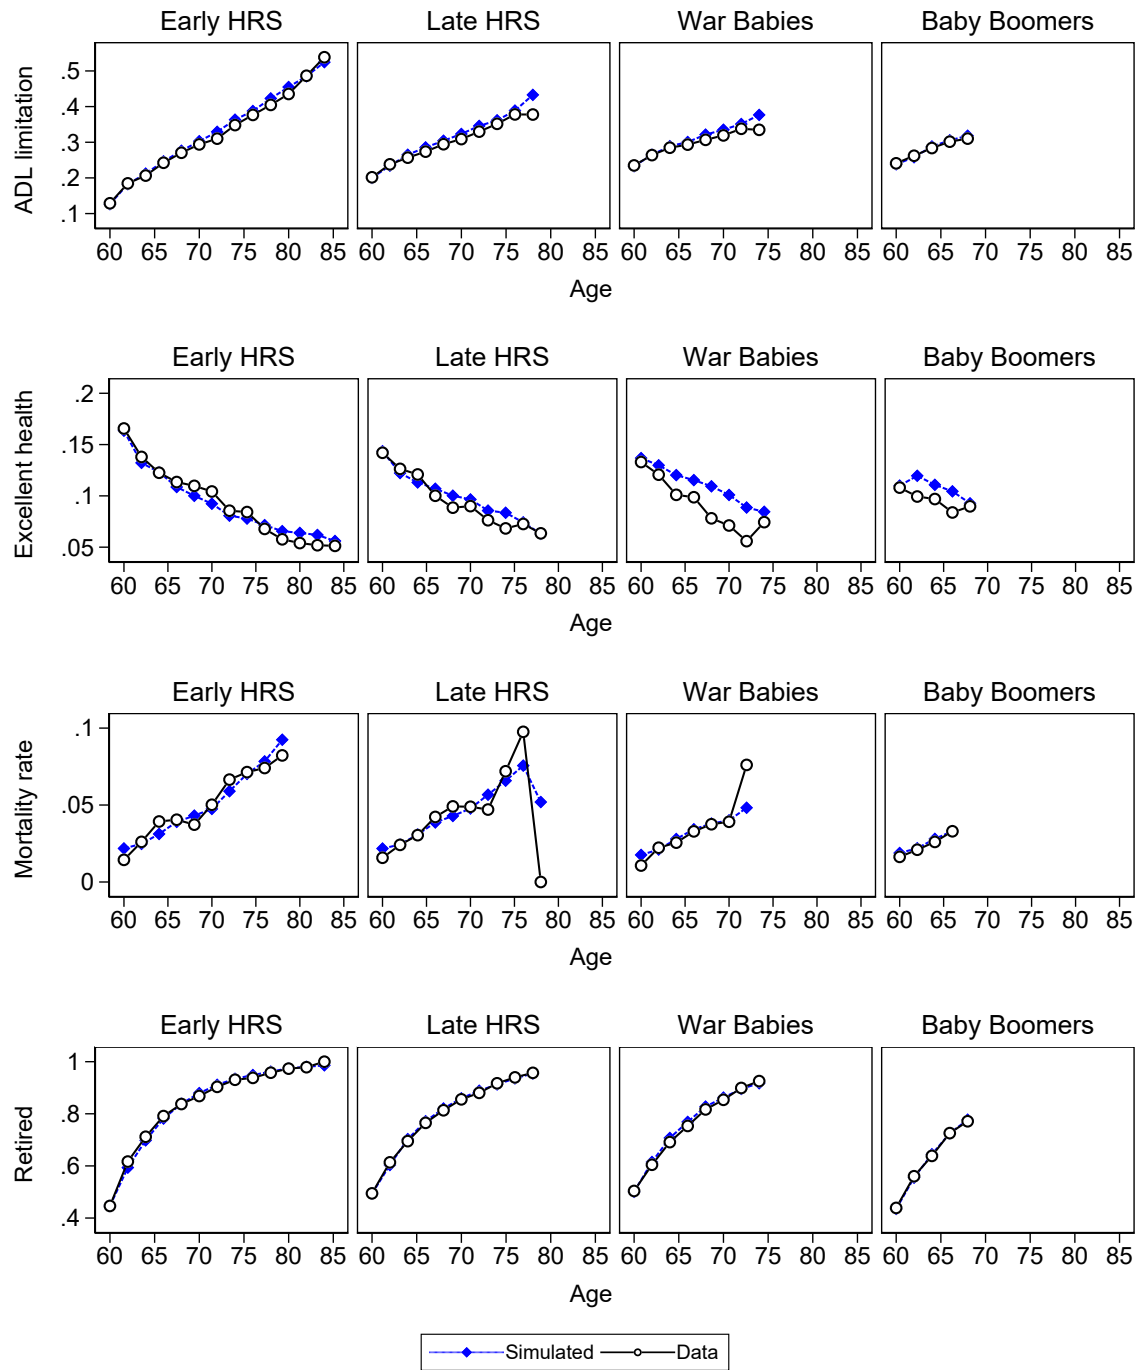 Early HRS Late HRS War Babies Baby Boomers
ADL limitation
.5
.4
.3
.2
.1
60 65 70 75 80 85 60 65 70 75 80 85 60 65 70 75 80 85 60 65 70 75 80 85
Age
Early HRS Late HRS War Babies Baby Boomers
Excellent health
.2
.15
.1
.05
60 65 70 75 80 85 60 65 70 75 80 85 60 65 70 75 80 85 60 65 70 75 80 85
Age
Early HRS Late HRS War Babies Baby Boomers
Mortality rate
.1
.05
0
60 65 70 75 80 85 60 65 70 75 80 85 60 65 70 75 80 85 60 65 70 75 80 85
Age
Early HRS Late HRS War Babies Baby Boomers
Retired
1
.8
.6
.4
60 65 70 75 80 85 60 65 70 75 80 85 60 65 70 75 80 85 60 65 70 75 80 85
Age
Simulated Data